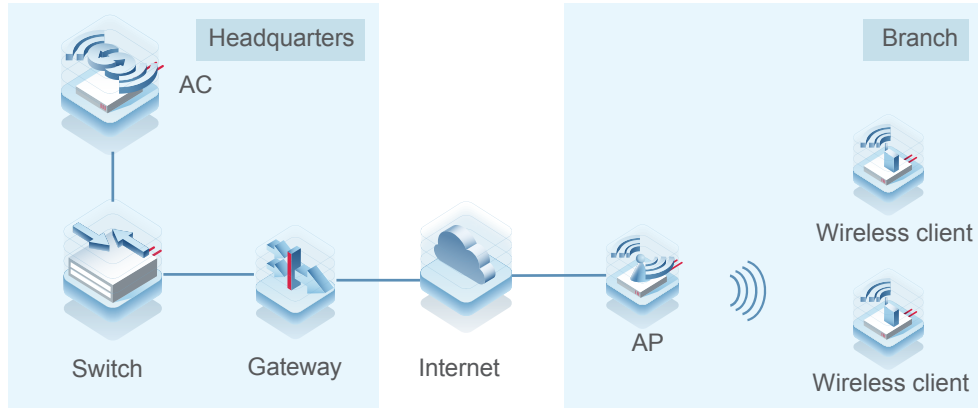 Headquarters
Branch
AC
Wireless client
Switch
Gateway
Internet
AP
Wireless client